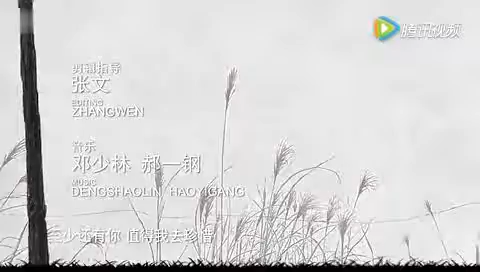 腾讯视频
剪辑指导
张文
EDITING
ZHANGWEN
音乐
邓少林 郝一钢
MUSIC
DENGSHAOLIN HAOYIGANG
至少还有你 值得我去珍惜